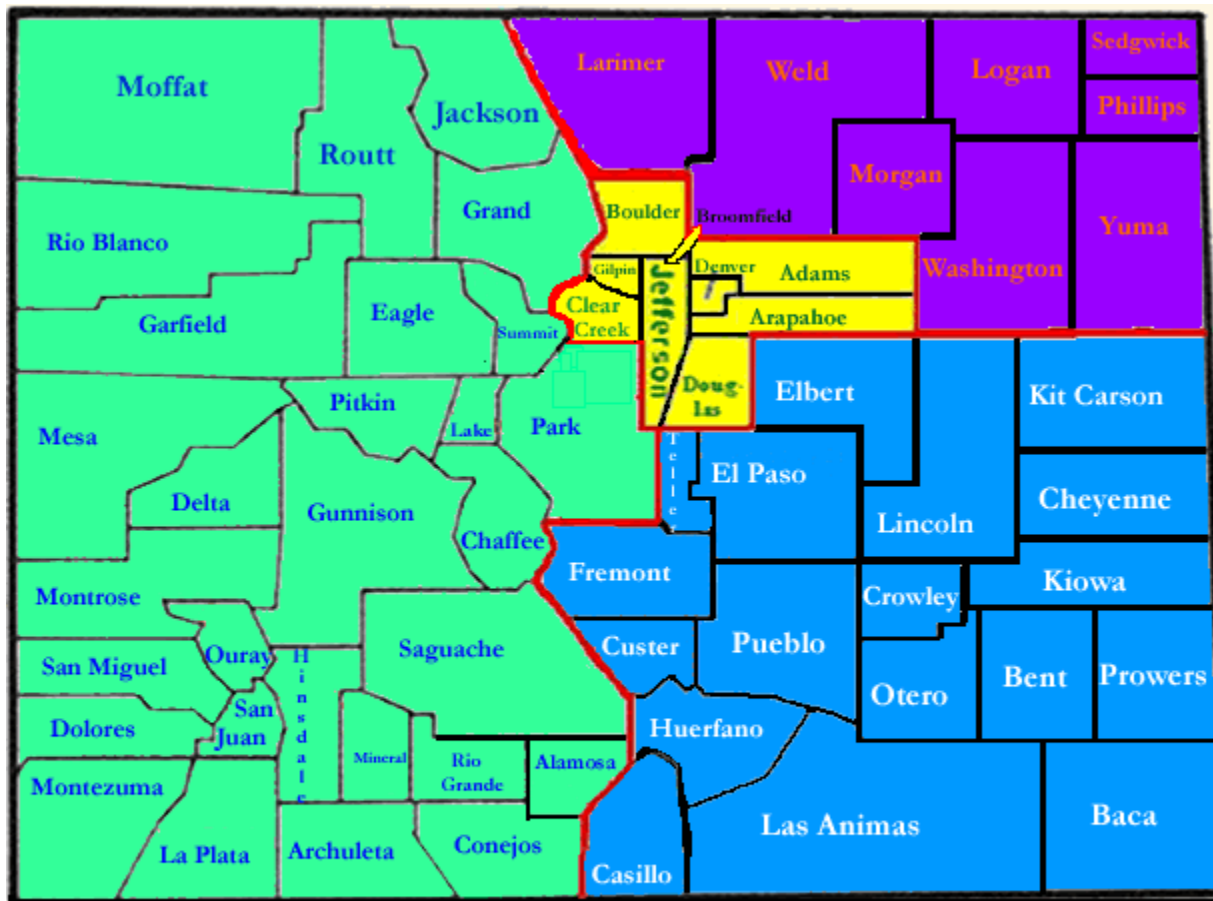 Moffat
Jackson
Routt
Larimer
Weld
Logan
Sedgwick
Phillips
Morgan
Yuma
Washington
Rio Blanco
Grand
Boulder
Broomfield
Gilpin
Jefferson
Denver
Adams
Garfield
Eagle
Summit
Clear
Creek
Arapahoe
Mesa
Pitkin
Lake
Park
Doug-
las
Elbert
Kit Carson
Delta
Gunnison
Chaffee
Teller
El Paso
Lincoln
Cheyenne
Montrose
Fremont
Crowley
Kiowa
San Miguel
Ouray
Hinsdale
Saguache
Custer
Pueblo
Otero
Bent
Prowers
Dolores
San
Juan
Mineral
Rio
Grande
Alamosa
Huerfano
Montezuma
La Plata
Archuleta
Conejos
Casillo
Las Animas
Baca